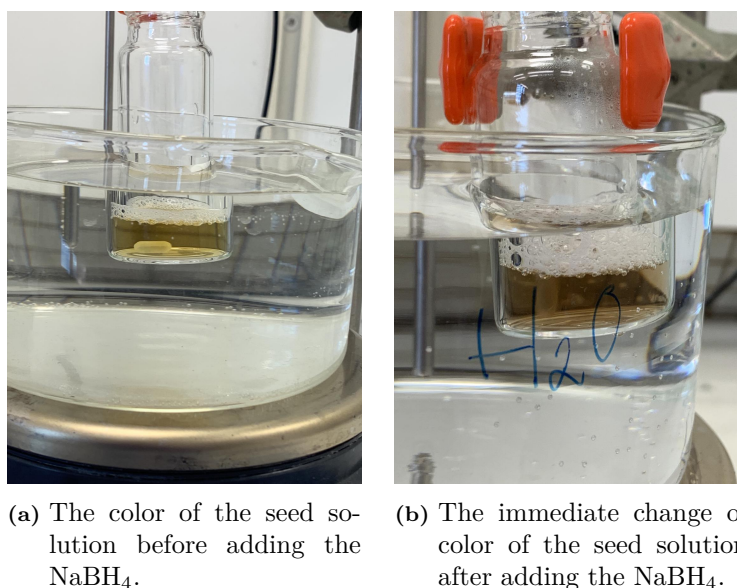 H₂O
(a) The color of the seed so-
lution before adding the
NaBH₄.
(b) The immediate change o
color of the seed solution
after adding the NaBH₄.